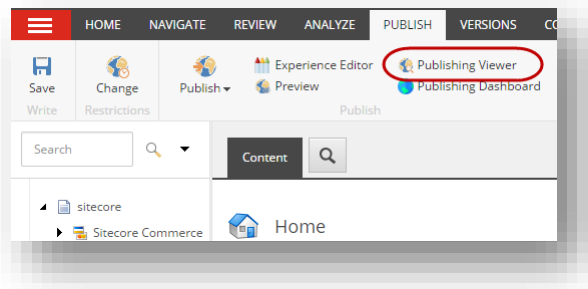 HOME NAVIGATE REVIEW ANALYZE PUBLISH VERSIONS
Save Change Publish Experience Editor Publishing Viewer
Preview Publishing Dashboard
Write Restrictions Publish
Search Content
sitecore
Sitecore Commerce Home